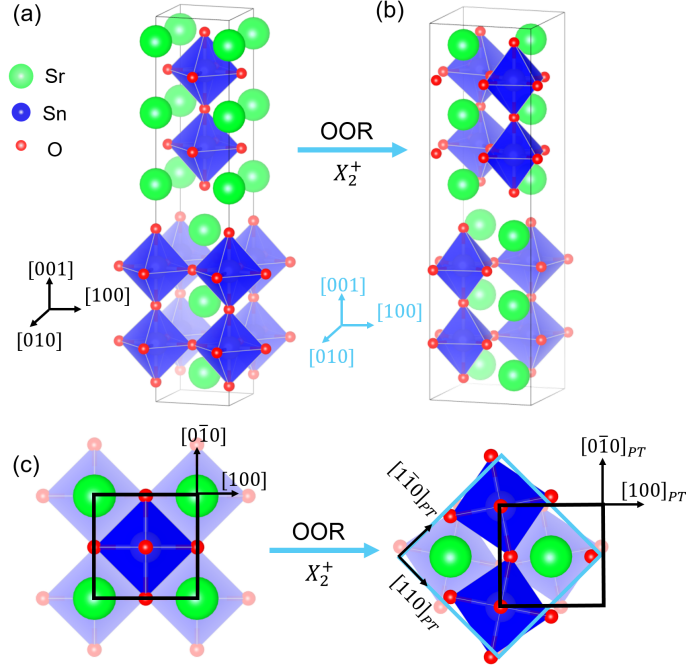 (a)
(b)
Sr
Sn
O
OOR
X₂⁺
[001]
[100]
[010]
[001]
[100]
[010]
(c)
[01̄0]
[100]
OOR
X₂⁺
[01̄0]PT
[100]PT
[11̄0]PT
[110]PT